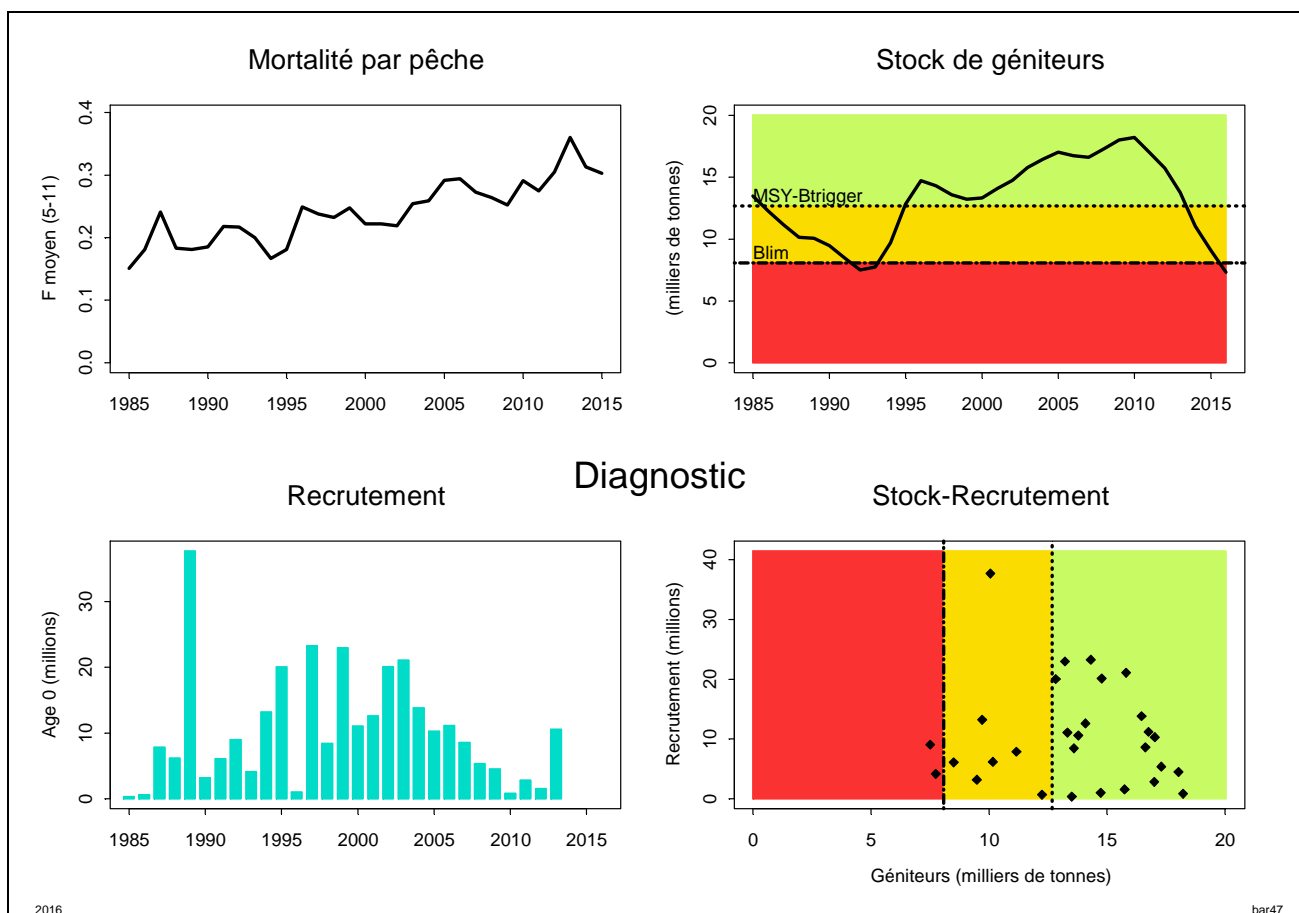 Mortalité par pêche
F moyen (5-11)
0.0 0.1 0.2 0.3 0.4
1985 1990 1995 2000 2005 2010 2015
Stock de géniteurs
(milliers de tonnes)
0 5 10 15 20
MSY-Btrigger
Blim
1985 1990 1995 2000 2005 2010 2015
Diagnostic
Recrutement
Age 0 (millions)
0 10 20 30
1985 1990 1995 2000 2005 2010 2015
Stock-Recrutement
Recrutement (millions)
0 10 20 30 40
0 5 10 15 20
Géniteurs (milliers de tonnes)
2016
bar47